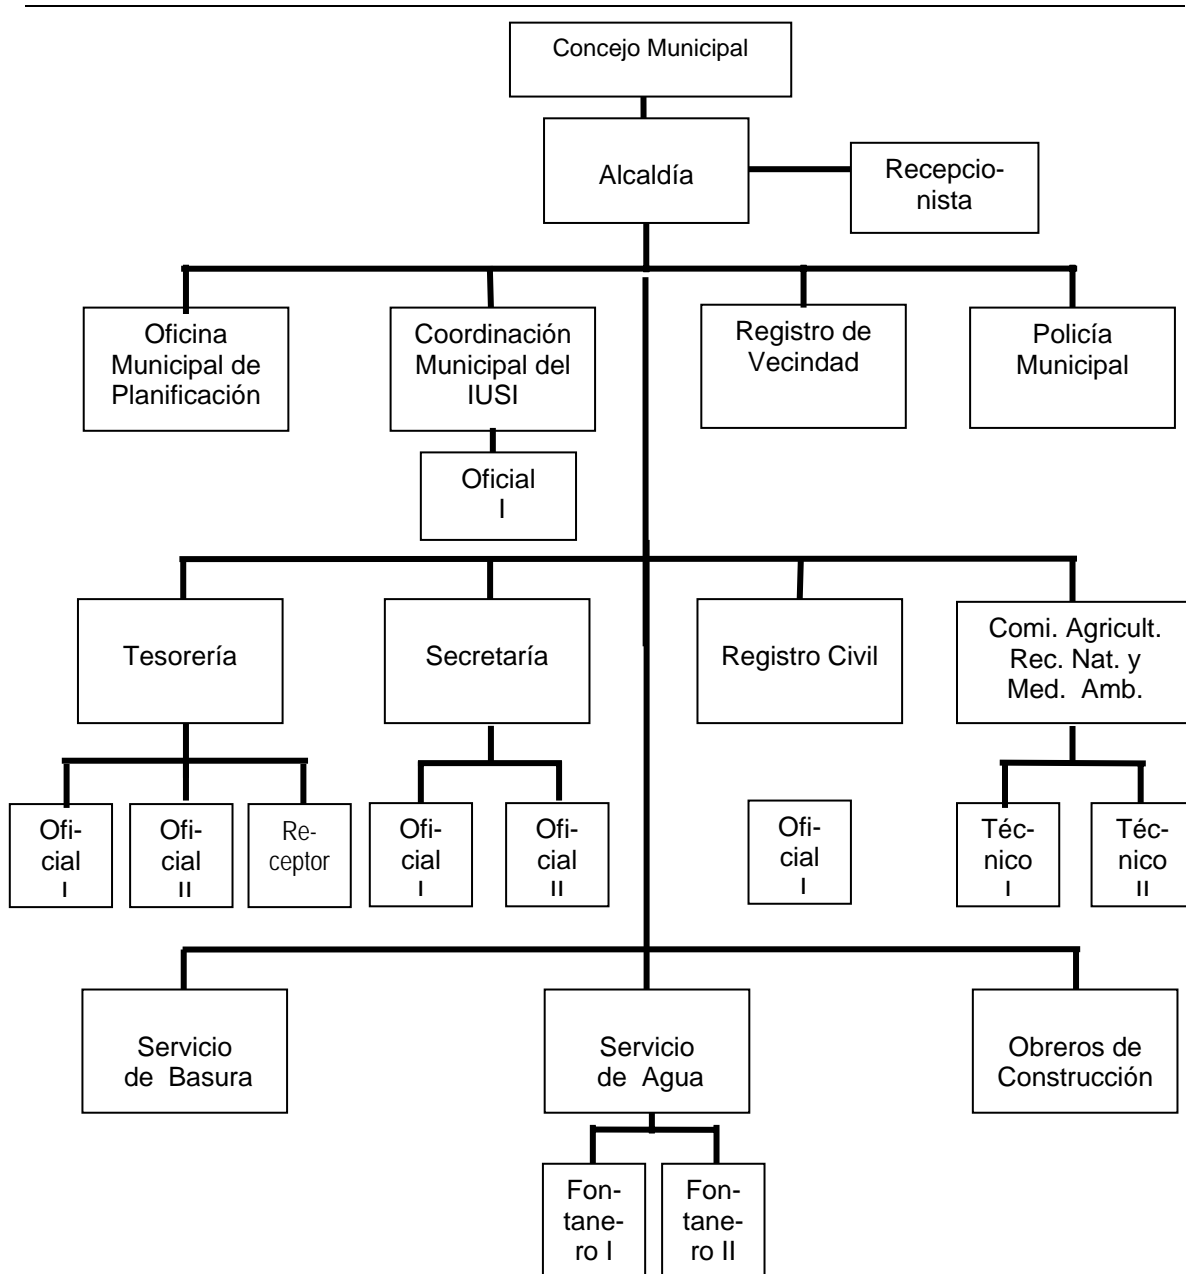 Concejo Municipal
Alcaldía
Recepcio-
nista
Oficina
Municipal de
Planificación
Coordinación
Municipal del
IUSI
Registro de
Vecindad
Policía
Municipal
Oficial
I
Tesorería
Secretaría
Registro Civil
Comi. Agricult.
Rec. Nat. y
Med. Amb.
Ofi-
cial
I
Ofi-
cial
II
Re-
ceptor
Ofi-
cial
I
Ofi-
cial
II
Ofi-
cial
I
Téc-
nico
I
Téc-
nico
II
Servicio
de Basura
Servicio
de Agua
Obreros de
Construcción
Fon-
tane-
ro I
Fon-
tane-
ro II